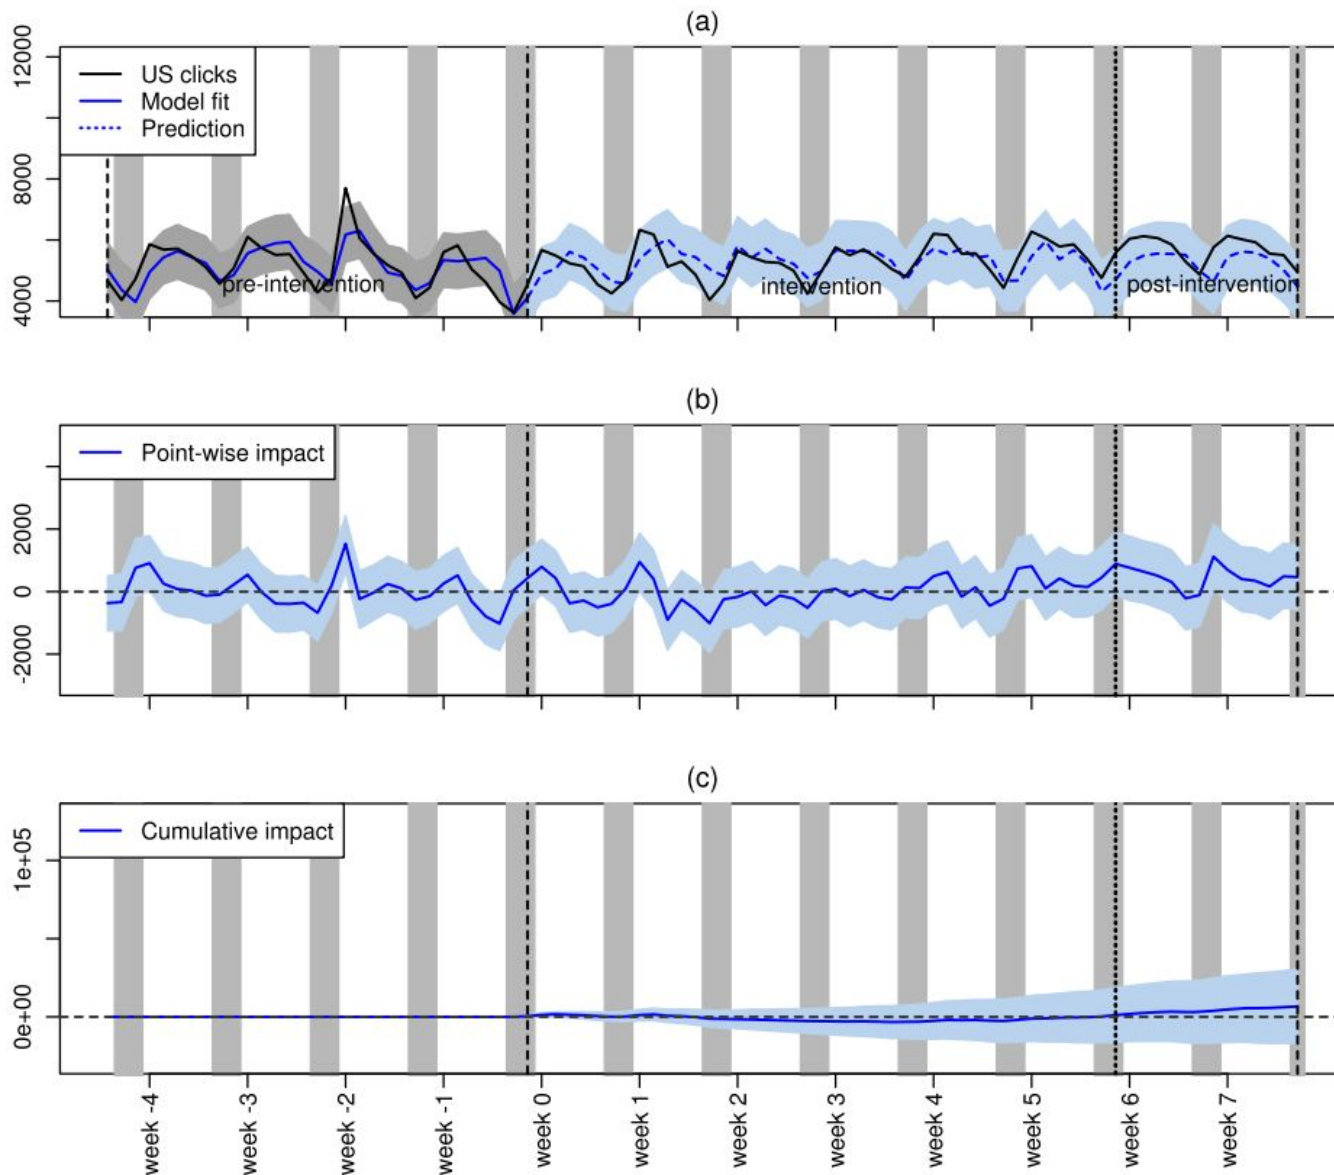 (a)
12000
8000
4000
US clicks
Model fit
Prediction
pre-intervention
intervention
post-intervention
(b)
2000
0
-2000
Point-wise impact
(c)
1e+05
0e+00
Cumulative impact
week -4
week -3
week -2
week -1
week 0
week 1
week 2
week 3
week 4
week 5
week 6
week 7